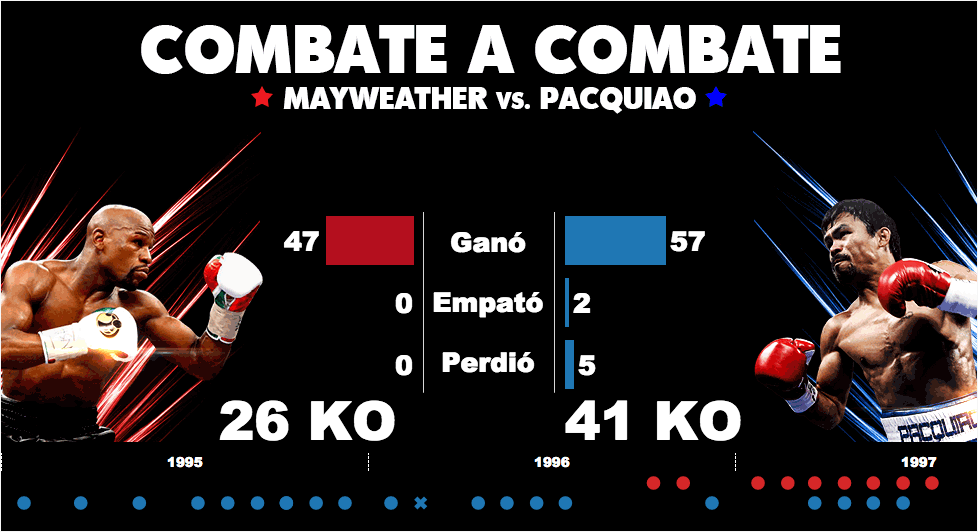 COMBATE A COMBATE
MAYWEATHER vs. PACQUIAO
47 Ganó 57
0 Empató 2
0 Perdió 5
26 KO 41 KO
PACQUIAO
1995 1996 1997